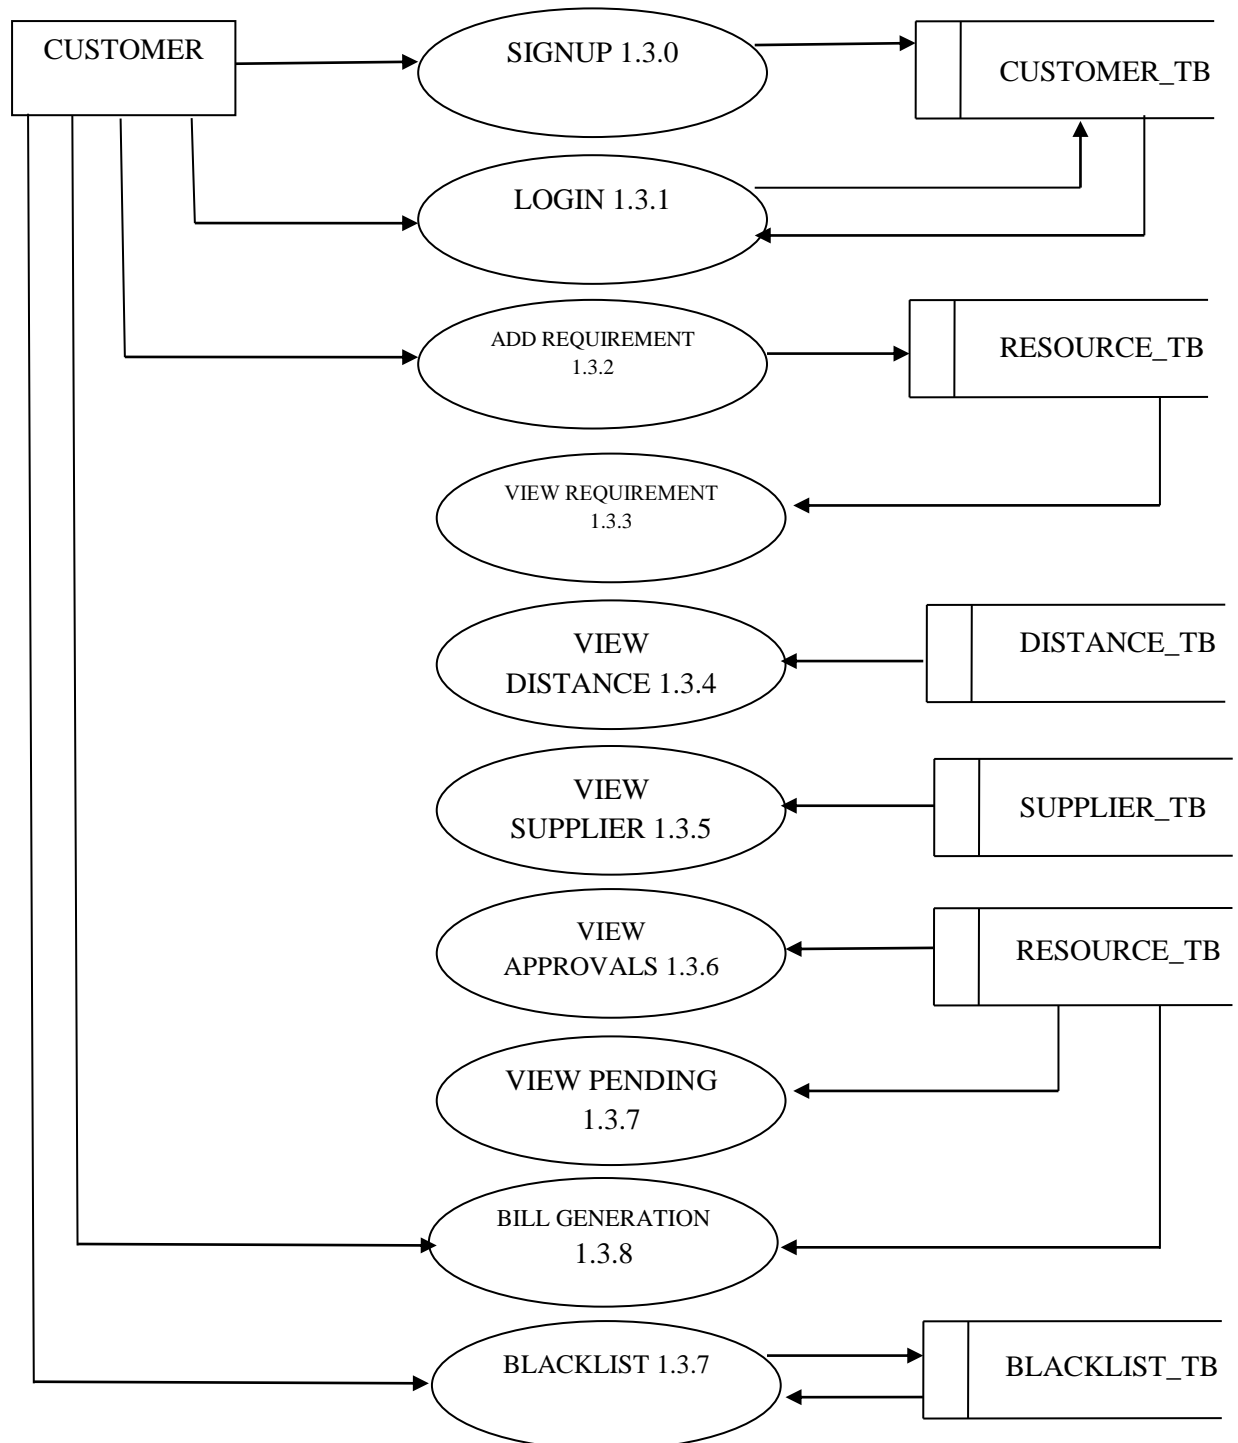 CUSTOMER
SIGNUP 1.3.0
CUSTOMER_TB
LOGIN 1.3.1
ADD REQUIREMENT
1.3.2
RESOURCE_TB
VIEW REQUIREMENT
1.3.3
VIEW
DISTANCE 1.3.4
DISTANCE_TB
VIEW
SUPPLIER 1.3.5
SUPPLIER_TB
VIEW
APPROVALS 1.3.6
RESOURCE_TB
VIEW PENDING
1.3.7
BILL GENERATION
1.3.8
BLACKLIST 1.3.7
BLACKLIST_TB